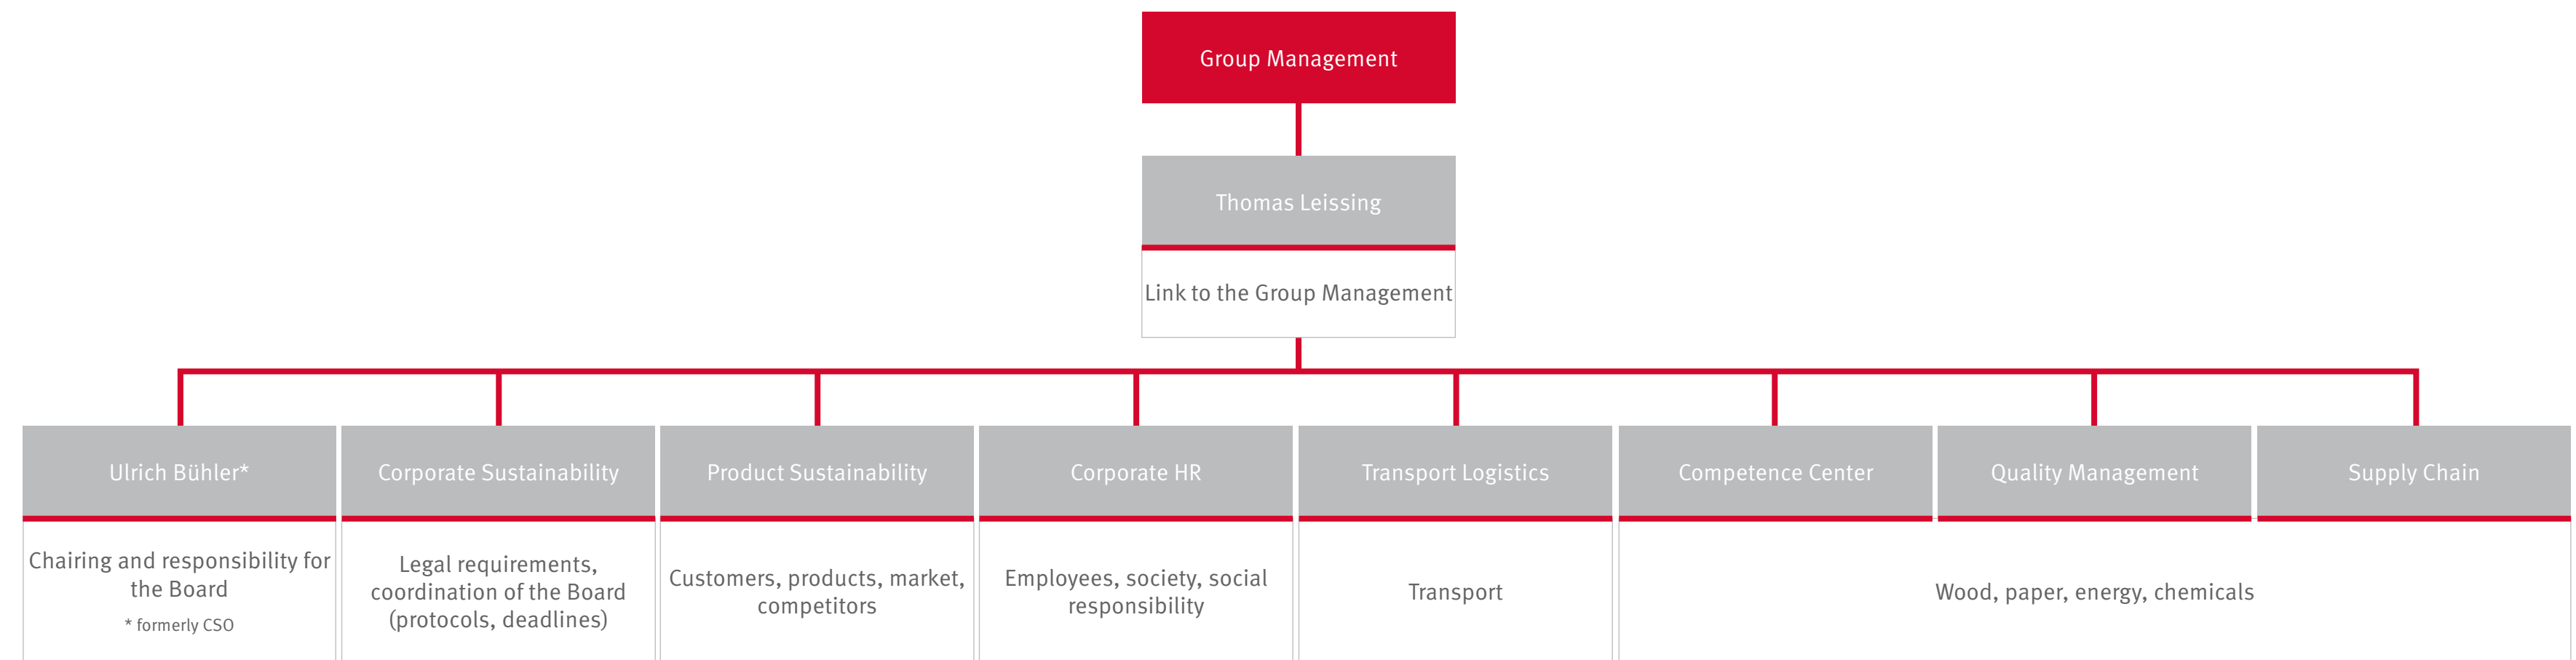 Group Management
Thomas Leissing
Link to the Group Management
Ulrich Bühler*
Chairing and responsibility for
the Board
* formerly CSO
Corporate Sustainability
Legal requirements,
coordination of the Board
(protocols, deadlines)
Product Sustainability
Customers, products, market,
competitors
Corporate HR
Employees, society, social
responsibility
Transport Logistics
Transport
Competence Center
Quality Management
Supply Chain
Wood, paper, energy, chemicals